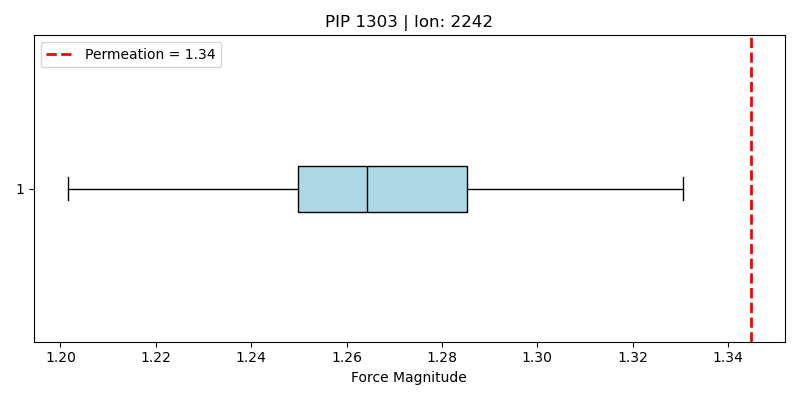 PIP 1303 | Ion: 2242
Permeation = 1.34
1
1.20 1.22 1.24 1.26 1.28 1.30 1.32 1.34
Force Magnitude